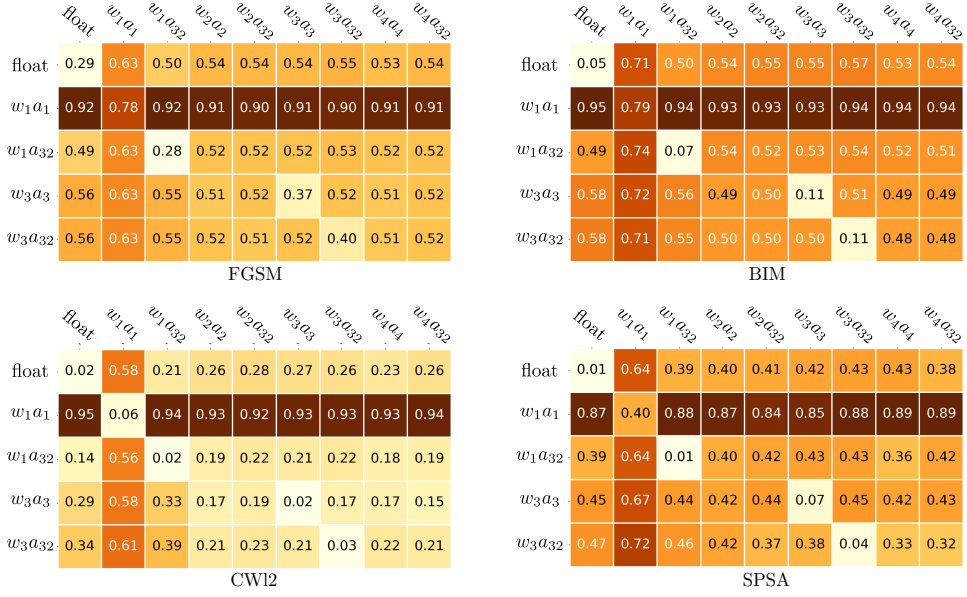 float w₁a₁ w₁a₃₂ w₂a₂ w₂a₃₂ w₃a₃ w₃a₃₂ w₄a₄ w₄a₃₂
float 0.29 0.63 0.50 0.54 0.54 0.54 0.55 0.53 0.54
w₁a₁ 0.92 0.78 0.92 0.91 0.90 0.91 0.90 0.91 0.91
w₁a₃₂ 0.49 0.63 0.28 0.52 0.52 0.52 0.53 0.52 0.52
w₃a₃ 0.56 0.63 0.55 0.51 0.52 0.37 0.52 0.51 0.52
w₃a₃₂ 0.56 0.63 0.55 0.52 0.51 0.52 0.40 0.51 0.52
FGSM
float w₁a₁ w₁a₃₂ w₂a₂ w₂a₃₂ w₃a₃ w₃a₃₂ w₄a₄ w₄a₃₂
float 0.05 0.71 0.50 0.54 0.55 0.55 0.57 0.53 0.54
w₁a₁ 0.95 0.79 0.94 0.93 0.93 0.93 0.94 0.94 0.94
w₁a₃₂ 0.49 0.74 0.07 0.54 0.52 0.53 0.54 0.52 0.51
w₃a₃ 0.58 0.72 0.56 0.49 0.50 0.11 0.51 0.49 0.49
w₃a₃₂ 0.58 0.71 0.55 0.50 0.50 0.50 0.11 0.48 0.48
BIM
float w₁a₁ w₁a₃₂ w₂a₂ w₂a₃₂ w₃a₃ w₃a₃₂ w₄a₄ w₄a₃₂
float 0.02 0.58 0.21 0.26 0.28 0.27 0.26 0.23 0.26
w₁a₁ 0.95 0.06 0.94 0.93 0.92 0.93 0.93 0.93 0.94
w₁a₃₂ 0.14 0.56 0.02 0.19 0.22 0.21 0.22 0.18 0.19
w₃a₃ 0.29 0.58 0.33 0.17 0.19 0.02 0.17 0.17 0.15
w₃a₃₂ 0.34 0.61 0.39 0.21 0.23 0.21 0.03 0.22 0.21
CWl2
float w₁a₁ w₁a₃₂ w₂a₂ w₂a₃₂ w₃a₃ w₃a₃₂ w₄a₄ w₄a₃₂
float 0.01 0.64 0.39 0.40 0.41 0.42 0.43 0.43 0.38
w₁a₁ 0.87 0.40 0.88 0.87 0.84 0.85 0.88 0.89 0.89
w₁a₃₂ 0.39 0.64 0.01 0.40 0.42 0.43 0.43 0.36 0.42
w₃a₃ 0.45 0.67 0.44 0.42 0.44 0.07 0.45 0.42 0.43
w₃a₃₂ 0.47 0.72 0.46 0.42 0.37 0.38 0.04 0.33 0.32
SPSA